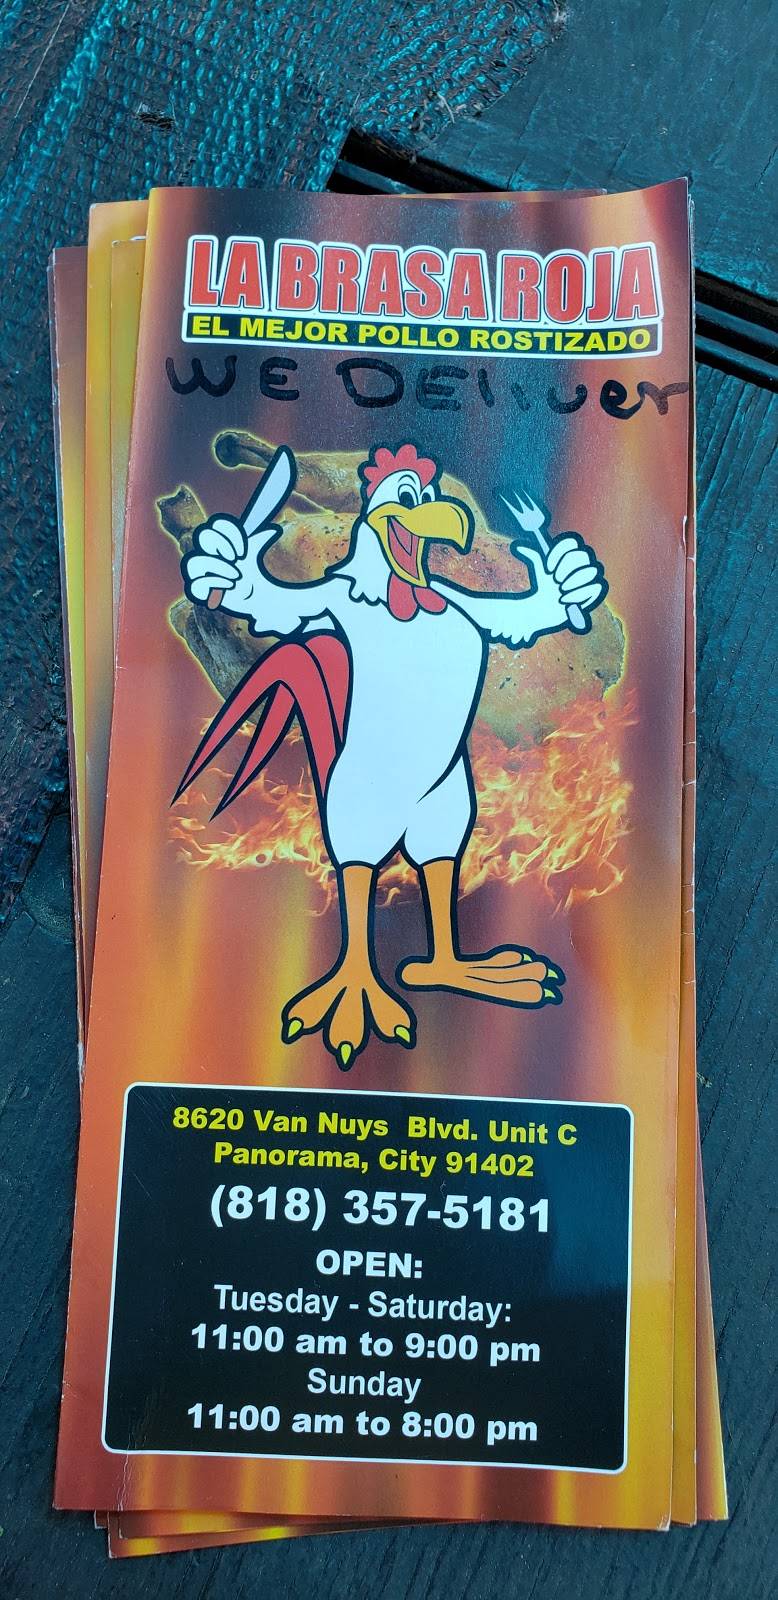 LA BRASA ROJA
EL MEJOR POLLO ROSTIZADO
WE DEliver
8620 Van Nuys Blvd. Unit C
Panorama, City 91402
(818) 357-5181
OPEN:
Tuesday - Saturday:
11:00 am to 9:00 pm
Sunday
11:00 am to 8:00 pm